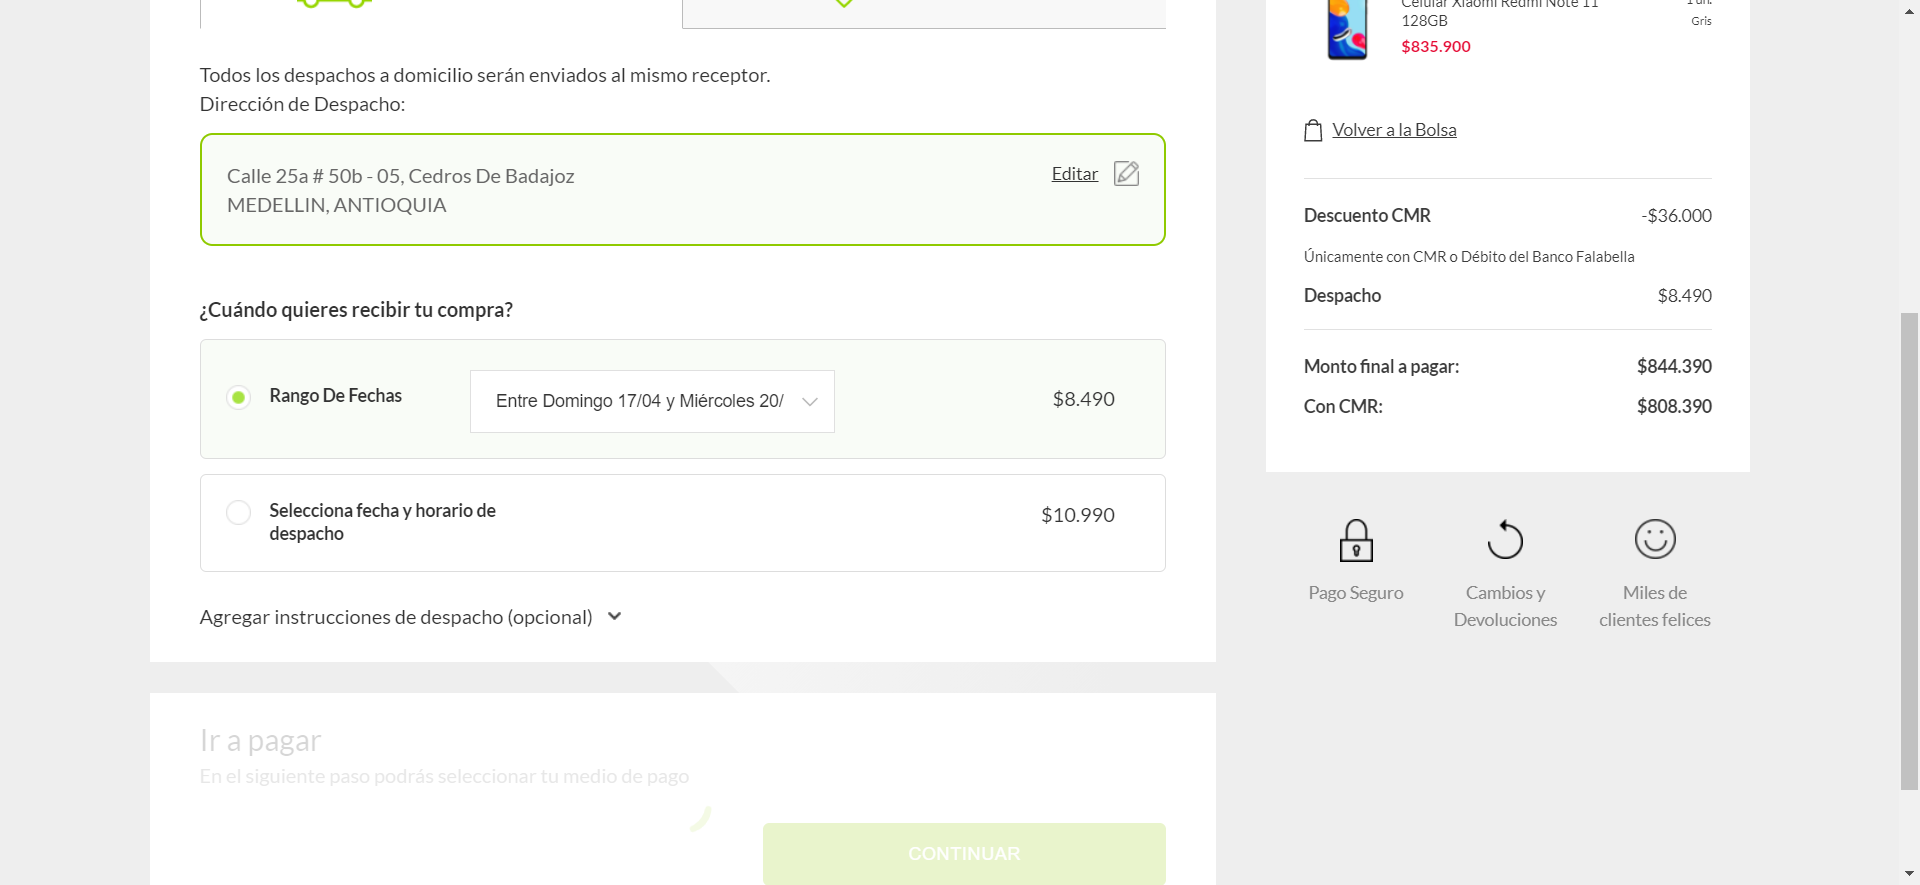 Todos los despachos a domicilio serán enviados al mismo receptor.
Dirección de Despacho:
Calle 25a # 50b - 05, Cedros De Badajoz
MEDELLIN, ANTIOQUIA
Editar
¿Cuándo quieres recibir tu compra?
Rango De Fechas
Entre Domingo 17/04 y Miércoles 20/
$8.490
Selecciona fecha y horario de
despacho
$10.990
Agregar instrucciones de despacho (opcional)
Ir a pagar
En el siguiente paso podrás seleccionar tu medio de pago
CONTINUAR
Celular Xiaomi Redmi Note 11
128GB
$835.900
1 un.
Gris
Volver a la Bolsa
Descuento CMR
-$36.000
Únicamente con CMR o Débito del Banco Falabella
Despacho
$8.490
Monto final a pagar:
$844.390
Con CMR:
$808.390
Pago Seguro
Cambios y
Devoluciones
Miles de
clientes felices